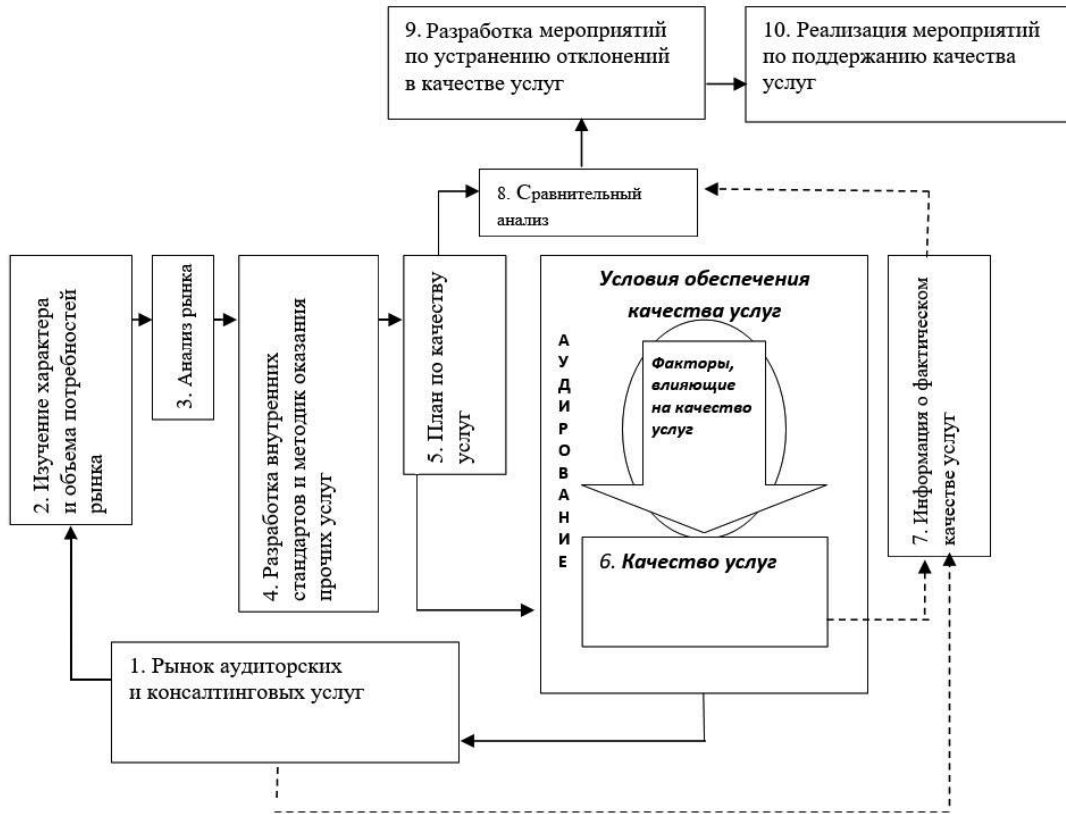 9. Разработка мероприятий
по устранению отклонений
в качестве услуг
10. Реализация мероприятий
по поддержанию качества
услуг
8. Сравнительный
анализ
2. Изучение характера
и объема потребностей
рынка
3. Анализ рынка
4. Разработка внутренних
стандартов и методик оказания
прочих услуг
5. План по качеству
услуг
Условия обеспечения
качества услуг
АУДИРОВАНИЕ
Факторы,
влияющие
на качество
услуг
6. Качество услуг
7. Информация о фактическом
качестве услуг
1. Рынок аудиторских
и консалтинговых услуг